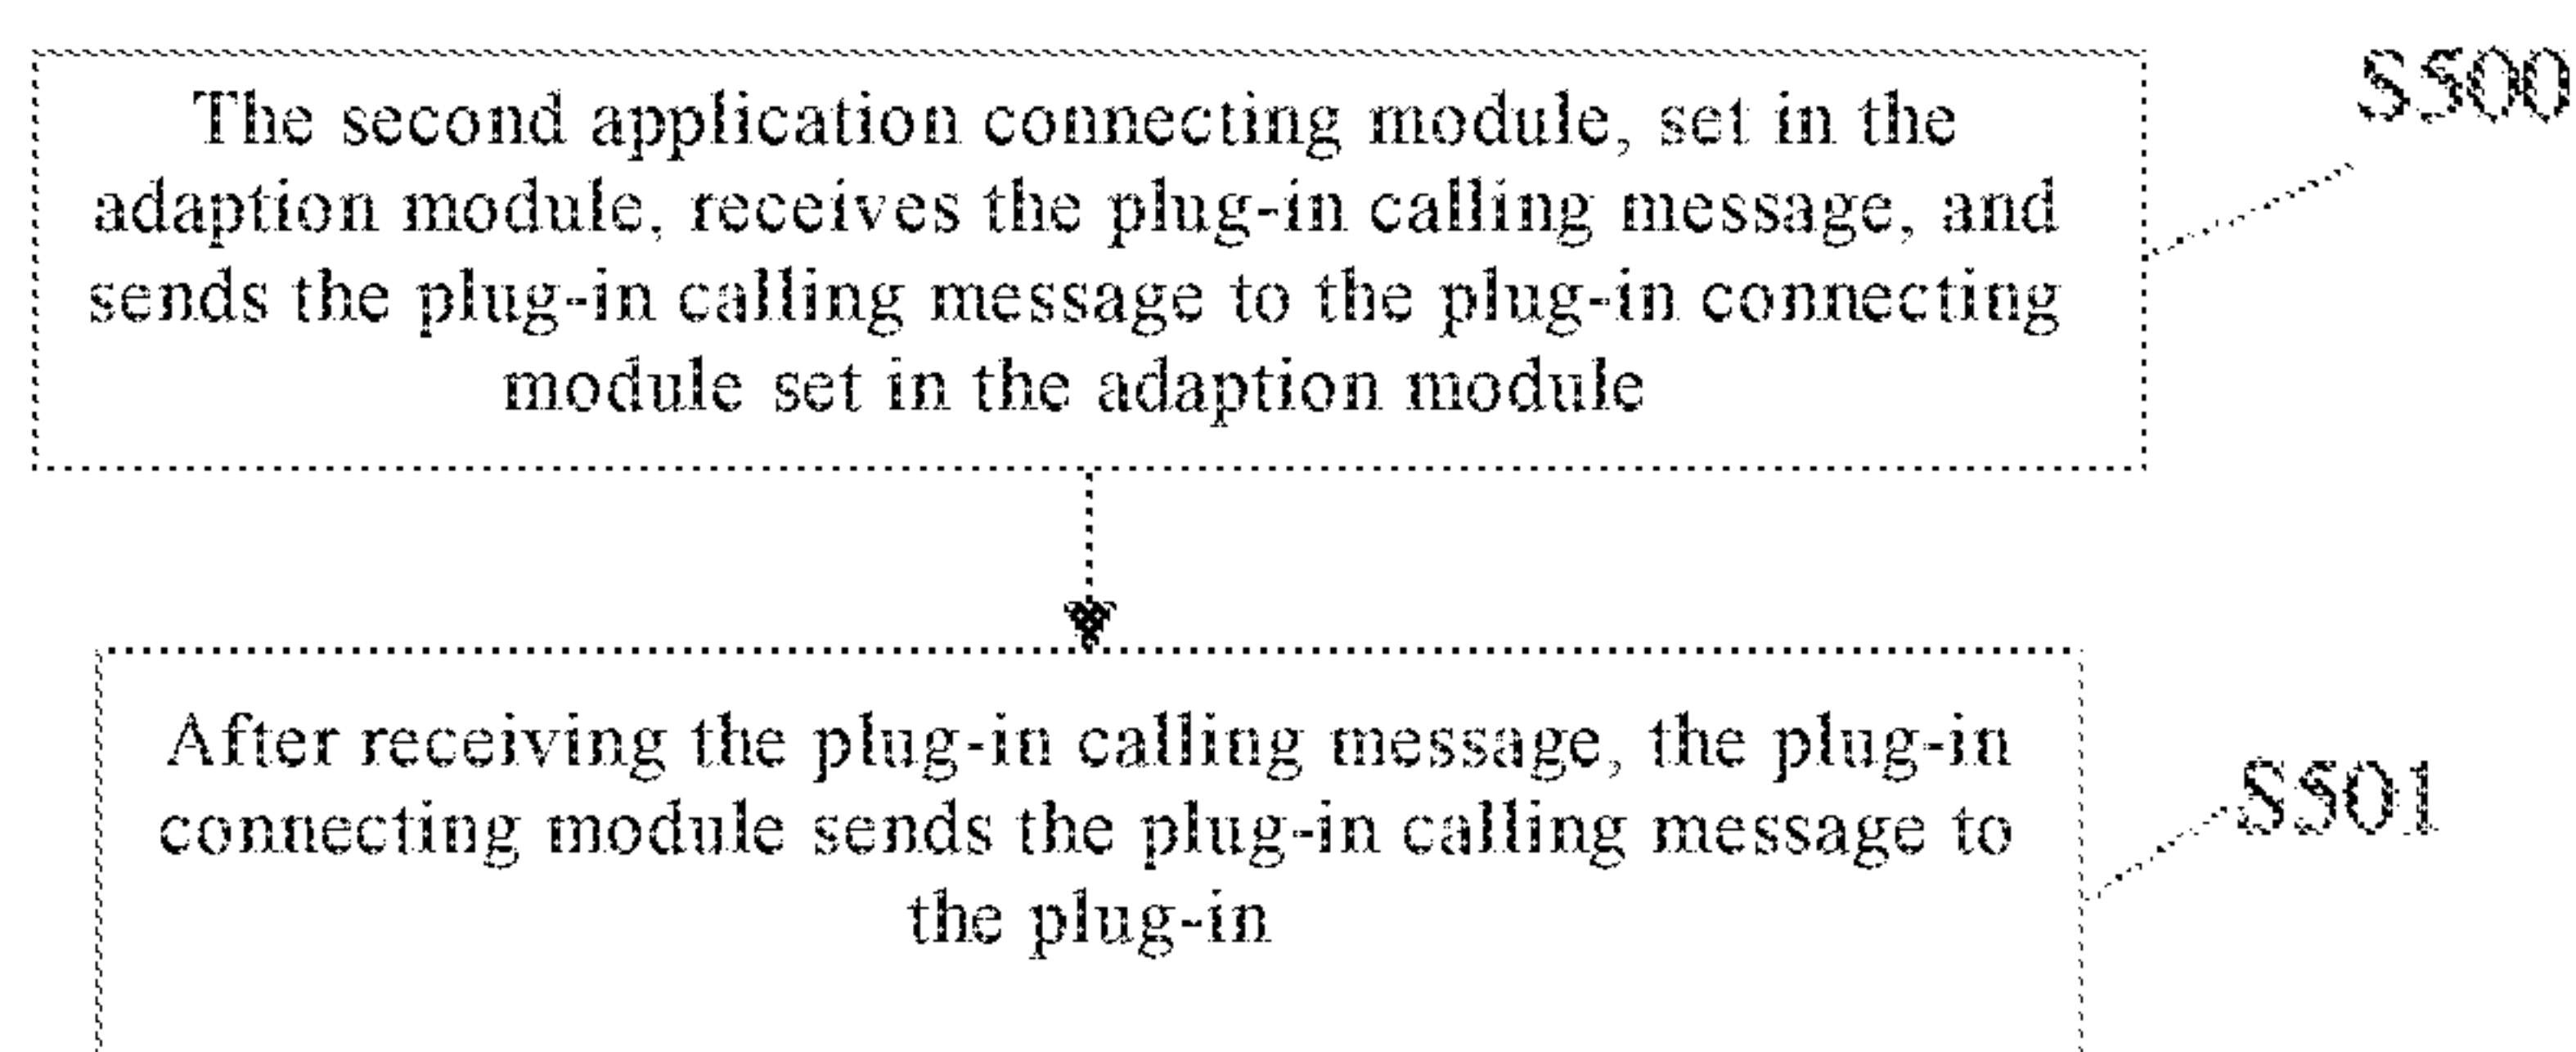 The second application connecting module, set in the
adaption module, receives the plug-in calling message, and
sends the plug-in calling message to the plug-in connecting
module set in the adaption module
S500
After receiving the plug-in calling message, the plug-in
connecting module sends the plug-in calling message to
the plug-in
S501